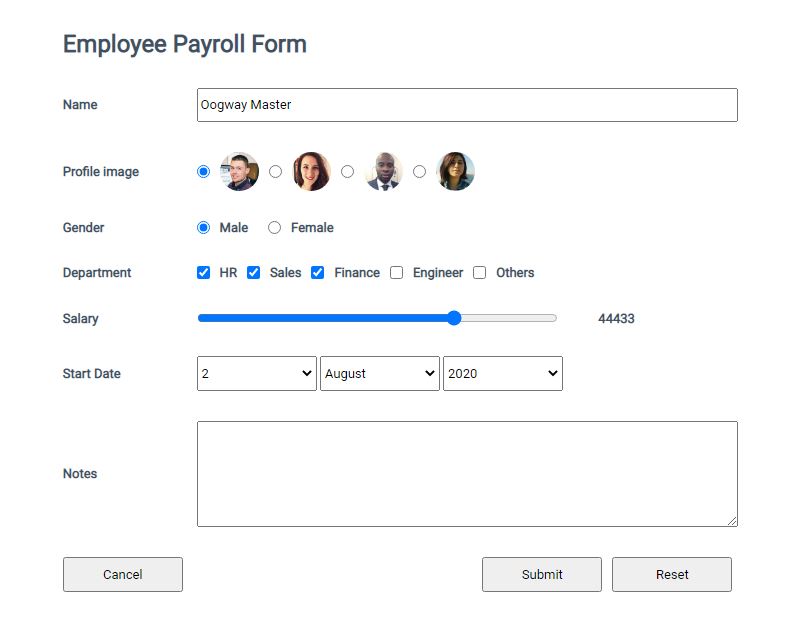 Employee Payroll Form
Name Oogway Master
Profile image
Gender Male Female
Department HR Sales Finance Engineer Others
Salary 44433
Start Date 2 August 2020
Notes
Cancel Submit Reset